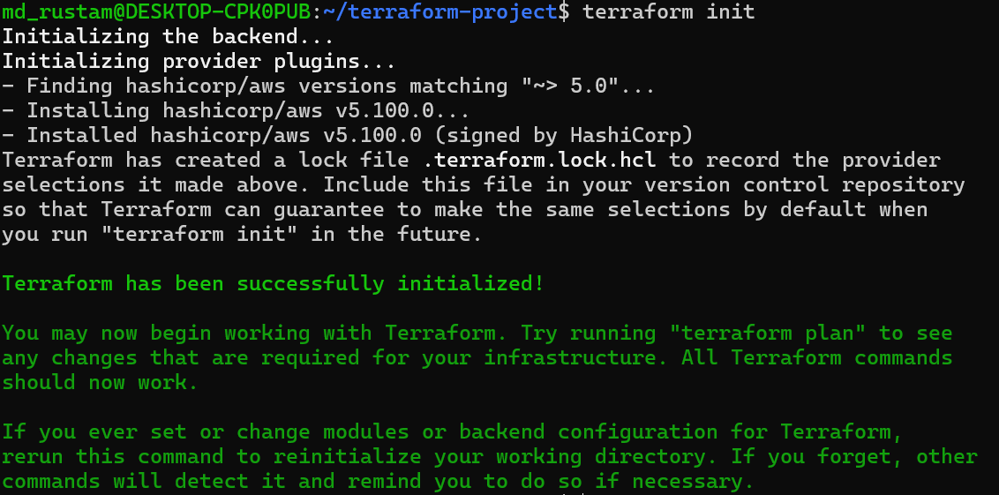 md_rustam@DESKTOP-CPK0PUB:~/terraform-project$ terraform init
Initializing the backend...
Initializing provider plugins...
- Finding hashicorp/aws versions matching "~> 5.0"...
- Installing hashicorp/aws v5.100.0...
- Installed hashicorp/aws v5.100.0 (signed by HashiCorp)
Terraform has created a lock file .terraform.lock.hcl to record the provider
selections it made above. Include this file in your version control repository
so that Terraform can guarantee to make the same selections by default when
you run "terraform init" in the future.
Terraform has been successfully initialized!
You may now begin working with Terraform. Try running "terraform plan" to see
any changes that are required for your infrastructure. All Terraform commands
should now work.
If you ever set or change modules or backend configuration for Terraform,
rerun this command to reinitialize your working directory. If you forget, other
commands will detect it and remind you to do so if necessary.